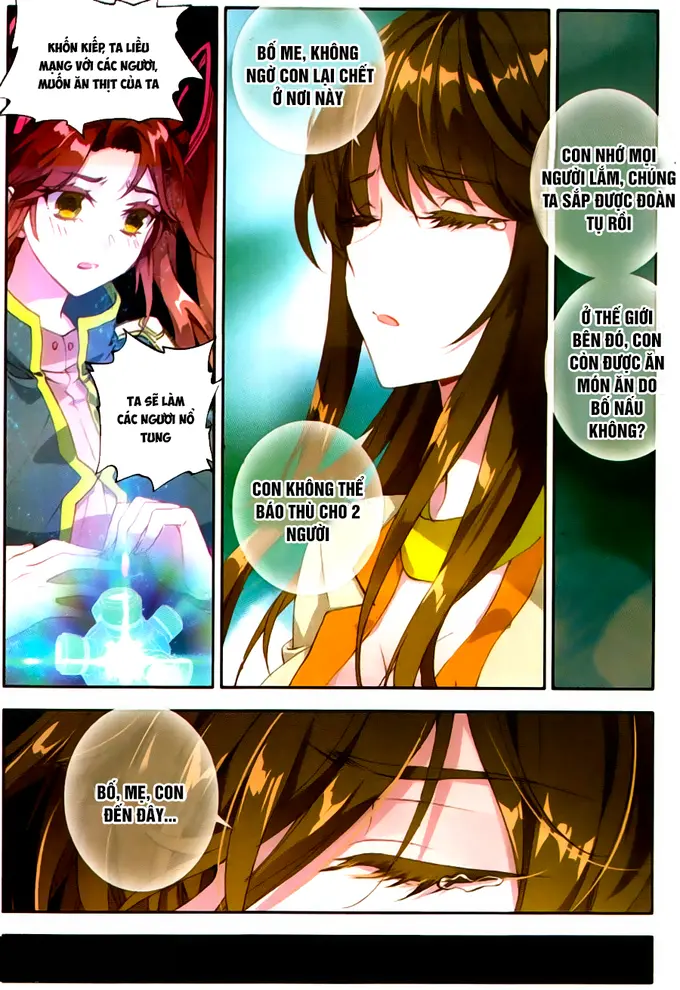 KHỐN KIẾP, TA LIỀU
MẠNG VỚI CÁC NGƯƠI,
MUỐN ĂN THỊT CỦA TA
TA SẼ LÀM
CÁC NGƯƠI NỔ
TUNG
BỐ MẸ, KHÔNG
NGỜ CON LẠI CHẾT
Ở NƠI NÀY
CON KHÔNG THỂ
BÁO THÙ CHO 2
NGƯỜI
CON NHỚ MỌI
NGƯỜI LẮM, CHÚNG
TA SẮP ĐƯỢC ĐOÀN
TỤ RỒI
Ở THẾ GIỚI
BÊN ĐÓ, CON
CÒN ĐƯỢC ĂN
MÓN ĂN DO
BỐ NẤU
KHÔNG?
BỐ, MẸ, CON
ĐẾN ĐÂY...